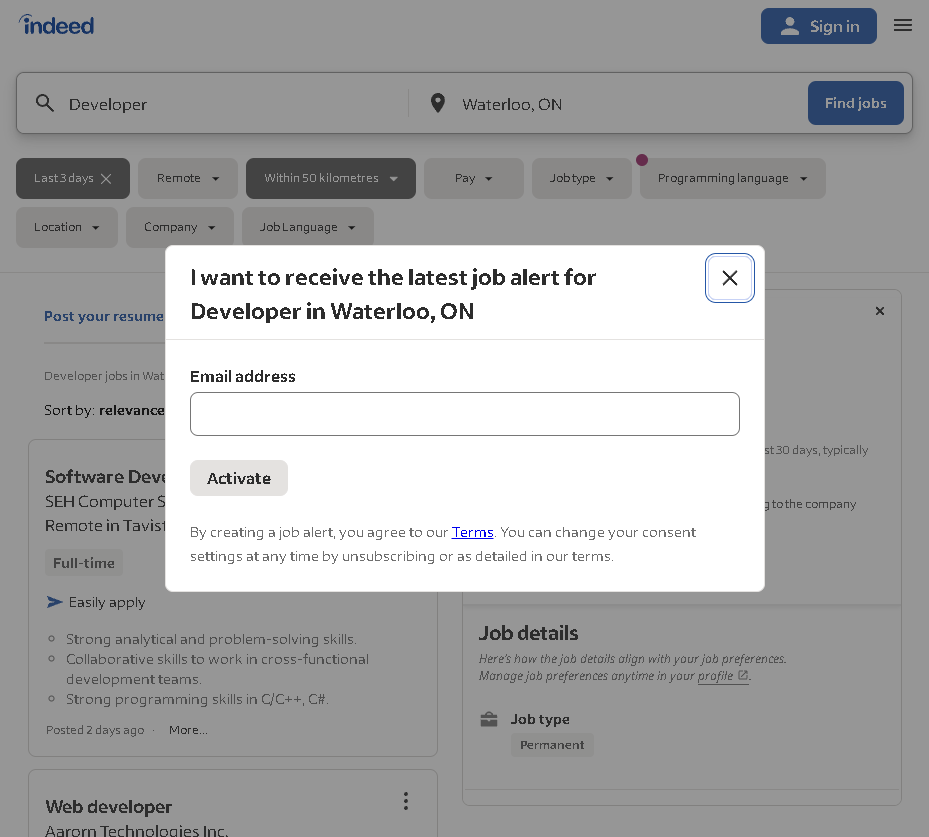 indeed
Sign in
Developer
Waterloo, ON
Find jobs
Last 3 days
Remote
Within 50 kilometres
Pay
Job type
Programming language
Location
Company
Job Language
I want to receive the latest job alert for
Developer in Waterloo, ON
Post your resume
Developer jobs in Wat
Sort by: relevance
Email address
Activate
By creating a job alert, you agree to our Terms. You can change your consent
settings at any time by unsubscribing or as detailed in our terms.
st 30 days, typically
g to the company
Software Deve
SEH Computer S
Remote in Tavist
Full-time
Easily apply
Strong analytical and problem-solving skills.
Collaborative skills to work in cross-functional
development teams.
Strong programming skills in C/C++, C#.
Posted 2 days ago · More...
Web developer
Aarorn Technologies Inc.
Job details
Here's how the job details align with your job preferences.
Manage job preferences anytime in your profile.
Job type
Permanent